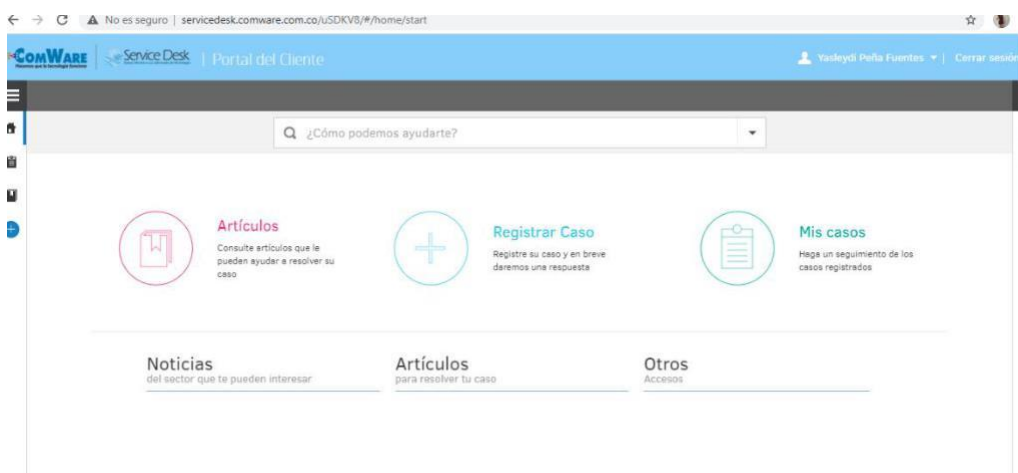 No es seguro | servicedesk.comware.com.co/uSDKV8/#/home/start
COMWARE
Service Desk
| Portal del Cliente
Yasleydi Peña Fuentes
| Cerrar sesión
¿Cómo podemos ayudarte?
Artículos
Consulte artículos que le
pueden ayudar a resolver su
caso
Registrar Caso
Registre su caso y en breve
daremos una respuesta
Mis casos
Haga un seguimiento de los
casos registrados
Noticias
del sector que te pueden interesar
Artículos
para resolver tu caso
Otros
Accesos